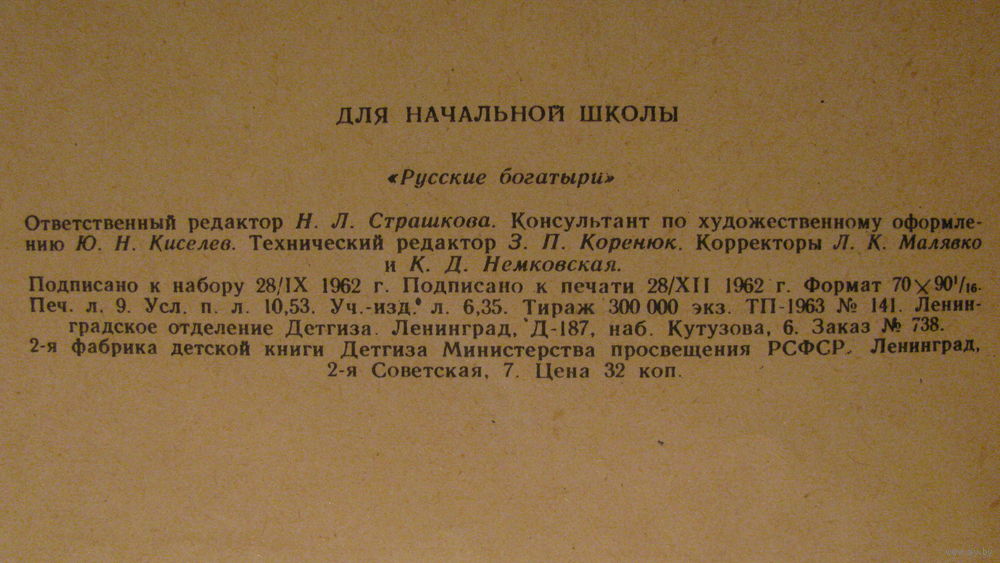 ДЛЯ НАЧАЛЬНОЙ ШКОЛЫ
«Русские богатыри»
Ответственный редактор Н. Л. Страшкова. Консультант по художественному оформле-
нию Ю. Н. Киселев. Технический редактор З. П. Коренюк. Корректоры Л. К. Малявко
и К. Д. Немковская.
Подписано к набору 28/IX 1962 г. Подписано к печати 28/XII 1962 г. Формат 70×90¹/₁₆.
Печ. л. 9. Усл. п. л. 10,53. Уч.-изд. л. 6,35. Тираж 300 000 экз. ТП-1963 № 141. Ленин-
градское отделение Детгиза. Ленинград, Д-187, наб. Кутузова, 6. Заказ № 738.
2-я фабрика детской книги Детгиза Министерства просвещения РСФСР. Ленинград,
2-я Советская, 7. Цена 32 коп.